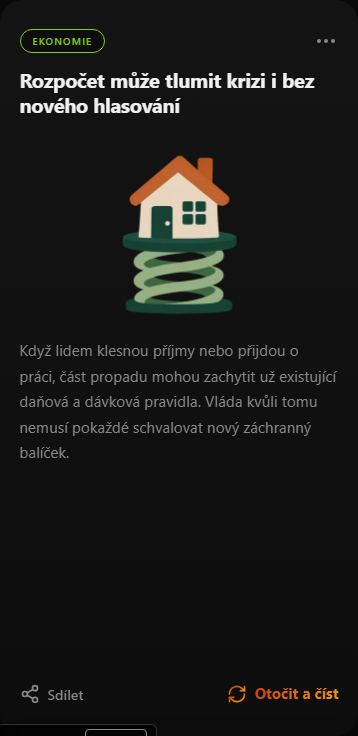 EKONOMIE
Rozpočet může tlumit krizi i bez
nového hlasování
Když lidem klesnou příjmy nebo přijdou o
práci, část propadu mohou zachytit už existující
daňová a dávková pravidla. Vláda kvůli tomu
nemusí pokaždé schvalovat nový záchranný
balíček.
Sdílet
Otočit a číst